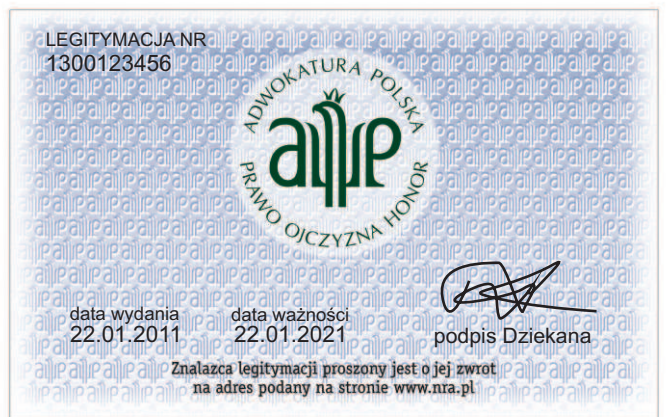 LEGITYMACJA NR
1300123456
ADWOKATURA POLSKA
PRAWO OJCZYZNA HONOR
data wydania
22.01.2011
data ważności
22.01.2021
podpis Dziekana
Znalazca legitymacji proszony jest o jej zwrot
na adres podany na stronie www.nra.pl